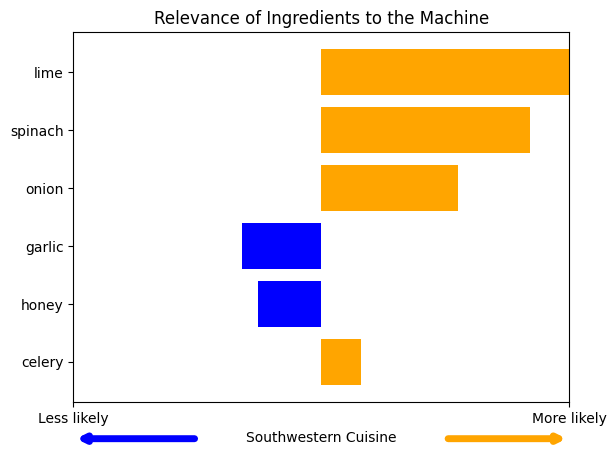 Relevance of Ingredients to the Machine
lime
spinach
onion
garlic
honey
celery
Less likely
More likely
Southwestern Cuisine